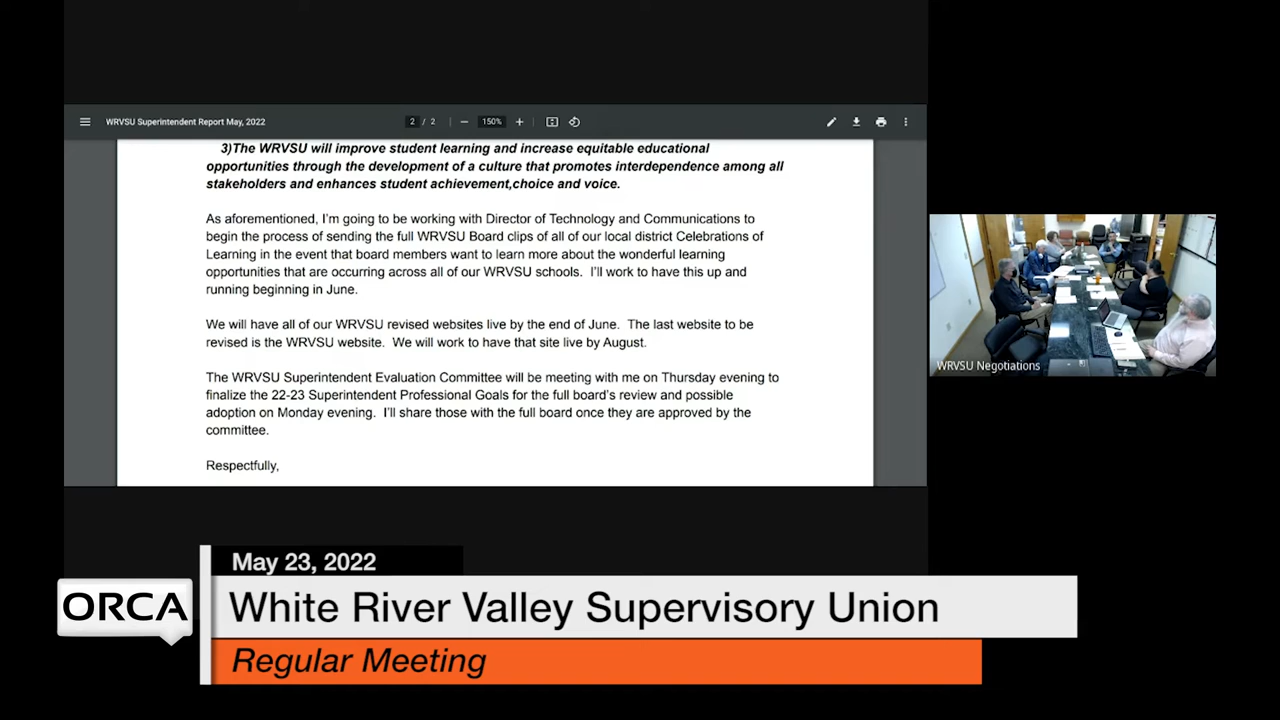 WRVSU Superintendent Report May, 2022
2 / 2
150%
3)The WRVSU will improve student learning and increase equitable educational
opportunities through the development of a culture that promotes interdependence among all
stakeholders and enhances student achievement,choice and voice.
As aforementioned, I'm going to be working with Director of Technology and Communications to
begin the process of sending the full WRVSU Board clips of all of our local district Celebrations of
Learning in the event that board members want to learn more about the wonderful learning
opportunities that are occurring across all of our WRVSU schools.  I'll work to have this up and
running beginning in June.
We will have all of our WRVSU revised websites live by the end of June.  The last website to be
revised is the WRVSU website.  We will work to have that site live by August.
The WRVSU Superintendent Evaluation Committee will be meeting with me on Thursday evening to
finalize the 22-23 Superintendent Professional Goals for the full board's review and possible
adoption on Monday evening.  I'll share those with the full board once they are approved by the
committee.
Respectfully,
WRVSU Negotiations
May 23, 2022
ORCA
White River Valley Supervisory Union
Regular Meeting